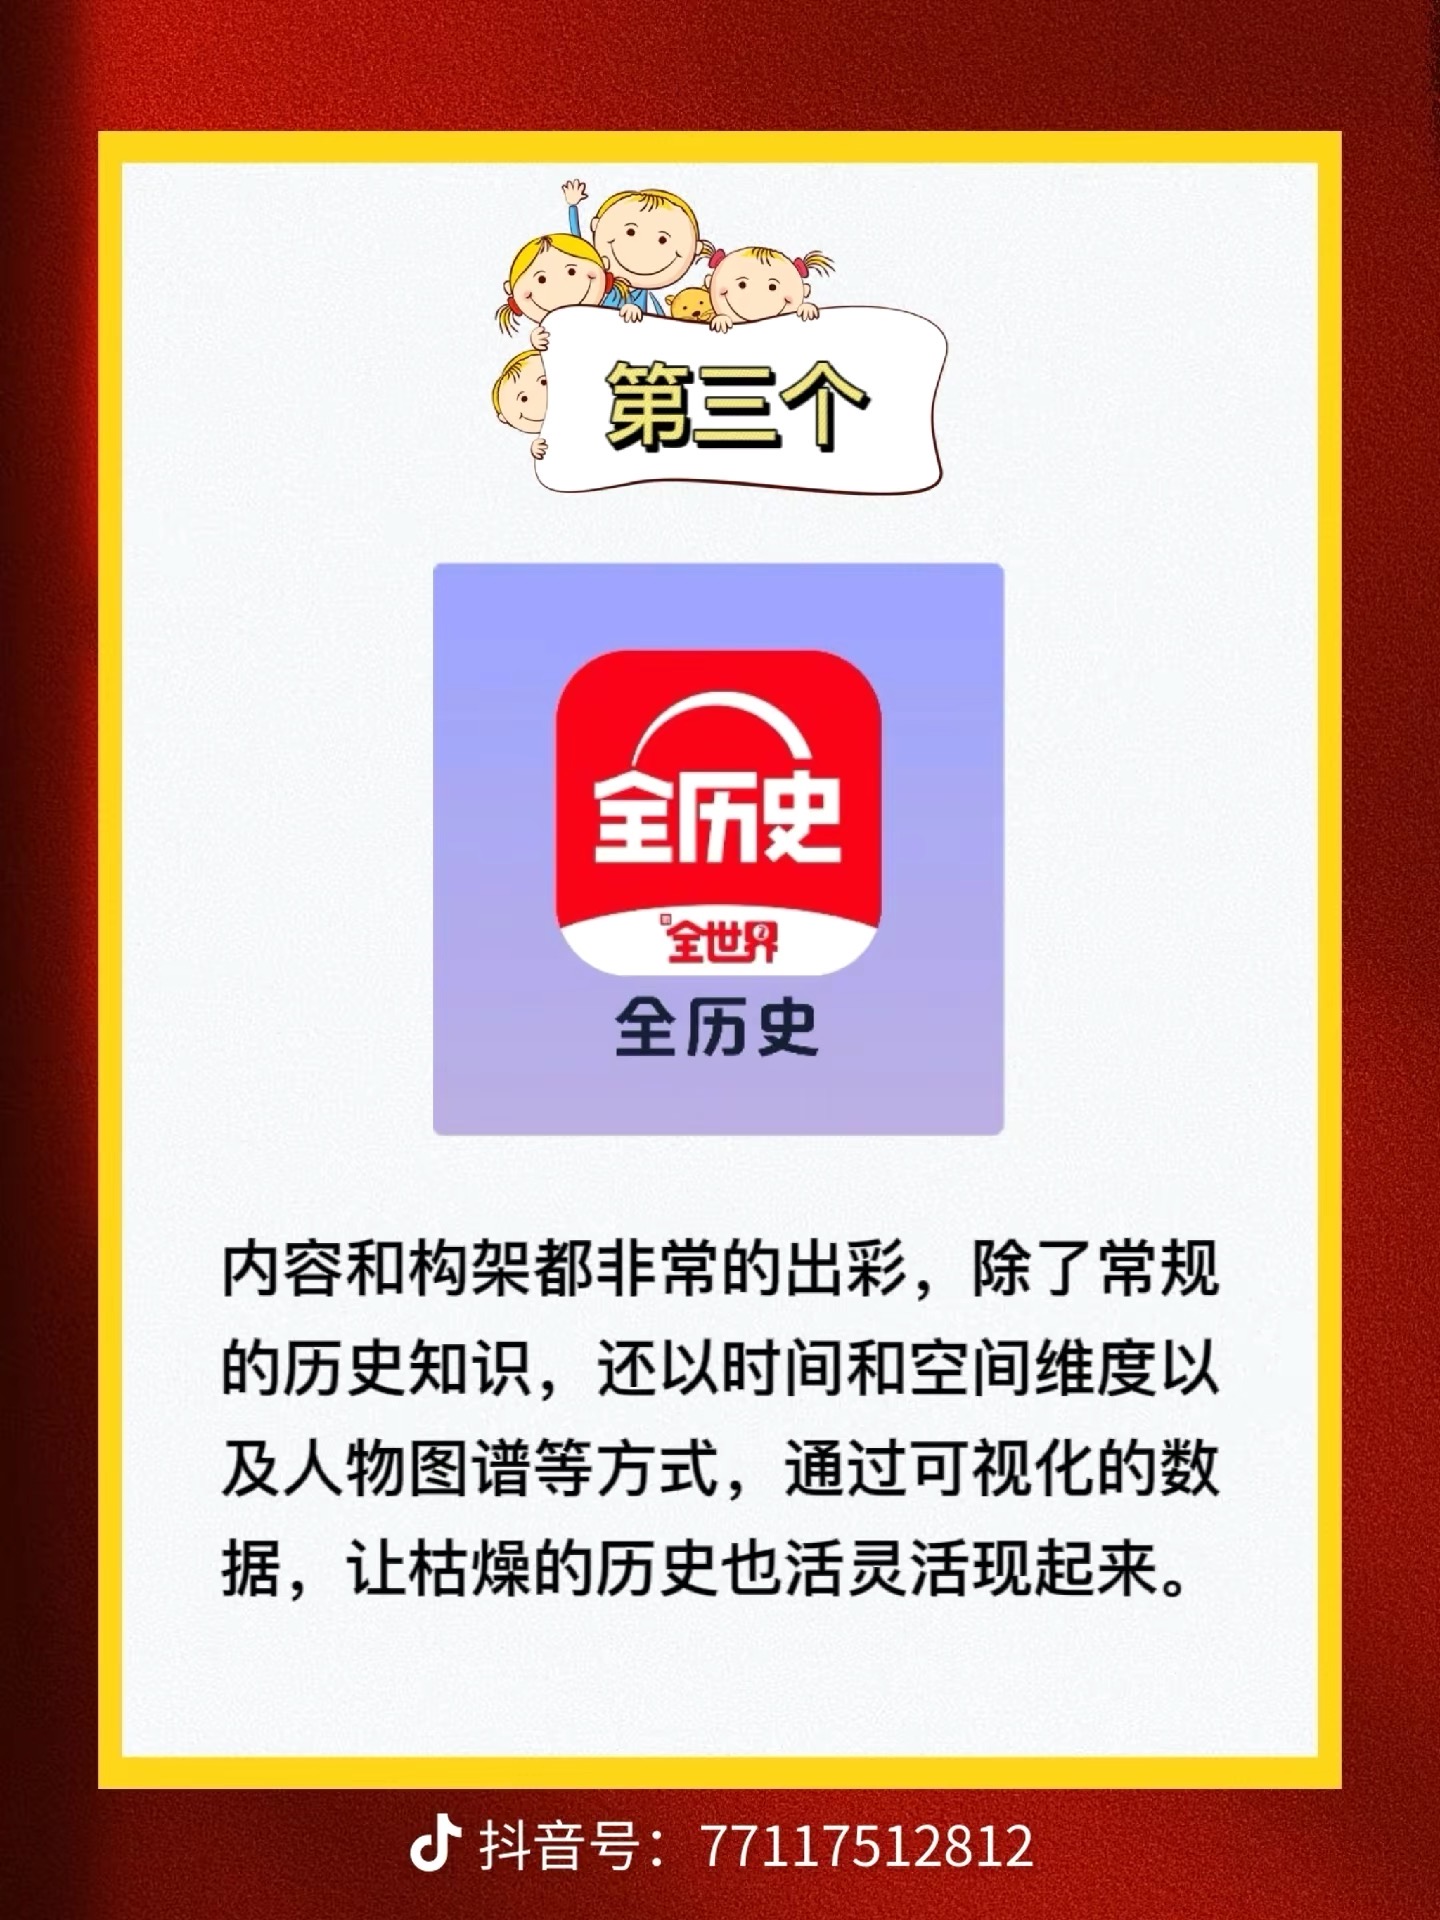 第三个
全历史
全世界
全历史
内容和构架都非常的出彩，除了常规
的历史知识，还以时间和空间维度以
及人物图谱等方式，通过可视化的数
据，让枯燥的历史也活灵活现起来。
抖音号：77117512812